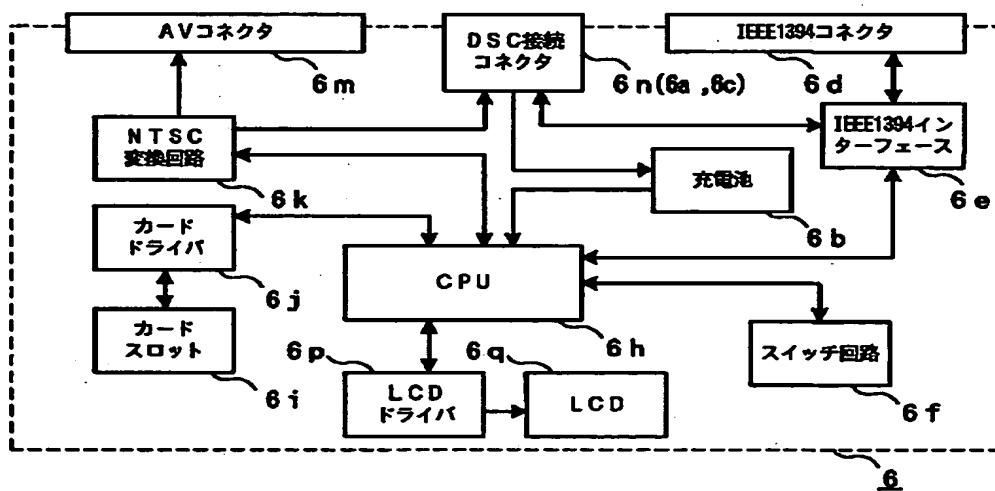 AVコネクタ
6m
DSC接続
コネクタ
6n(6a ,6c)
IEEE1394コネクタ
6d
NTSC
変換回路
6k
IEEE1394イン
ターフェース
6e
充電池
6b
カード
ドライバ
6j
CPU
6h
カード
スロット
6i
スイッチ回路
6f
6p
LCD
ドライバ
6q
LCD
6